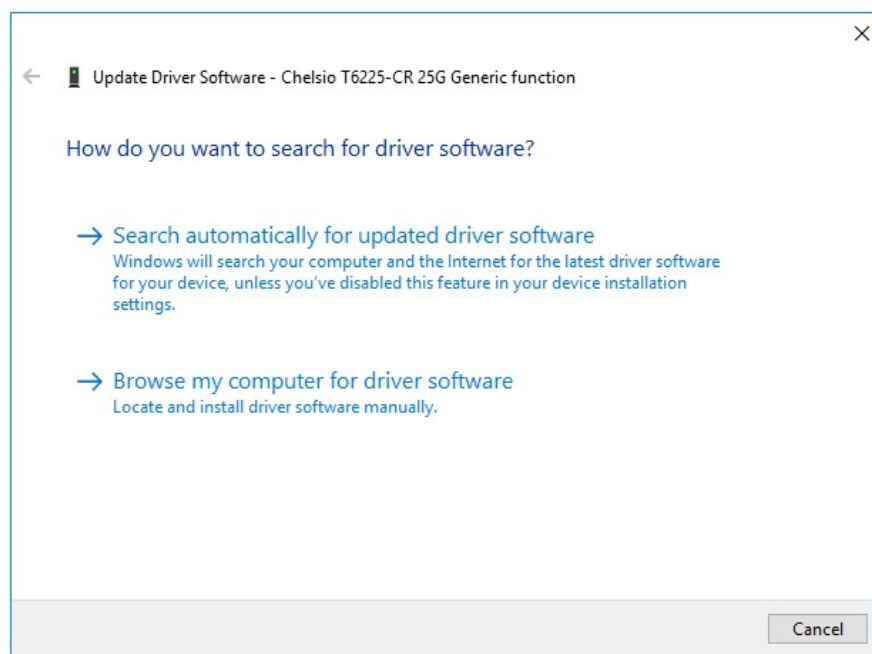 Update Driver Software - Chelsio T6225-CR 25G Generic function
How do you want to search for driver software?
Search automatically for updated driver software
Windows will search your computer and the Internet for the latest driver software
for your device, unless you've disabled this feature in your device installation
settings.
Browse my computer for driver software
Locate and install driver software manually.
Cancel